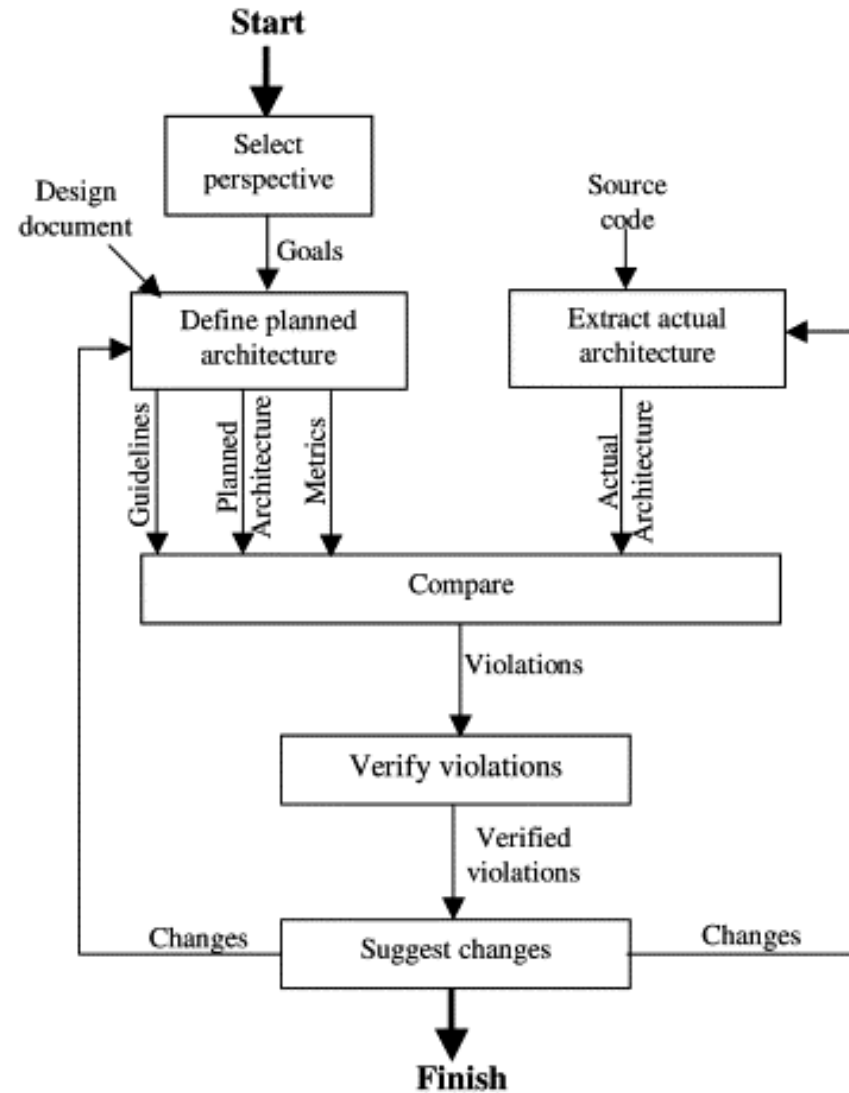 Start
Select
perspective
Design
document
Goals
Source
code
Define planned
architecture
Extract actual
architecture
Guidelines
Planned
Architecture
Metrics
Actual
Architecture
Compare
Violations
Verify violations
Verified
violations
Changes
Suggest changes
Changes
Finish